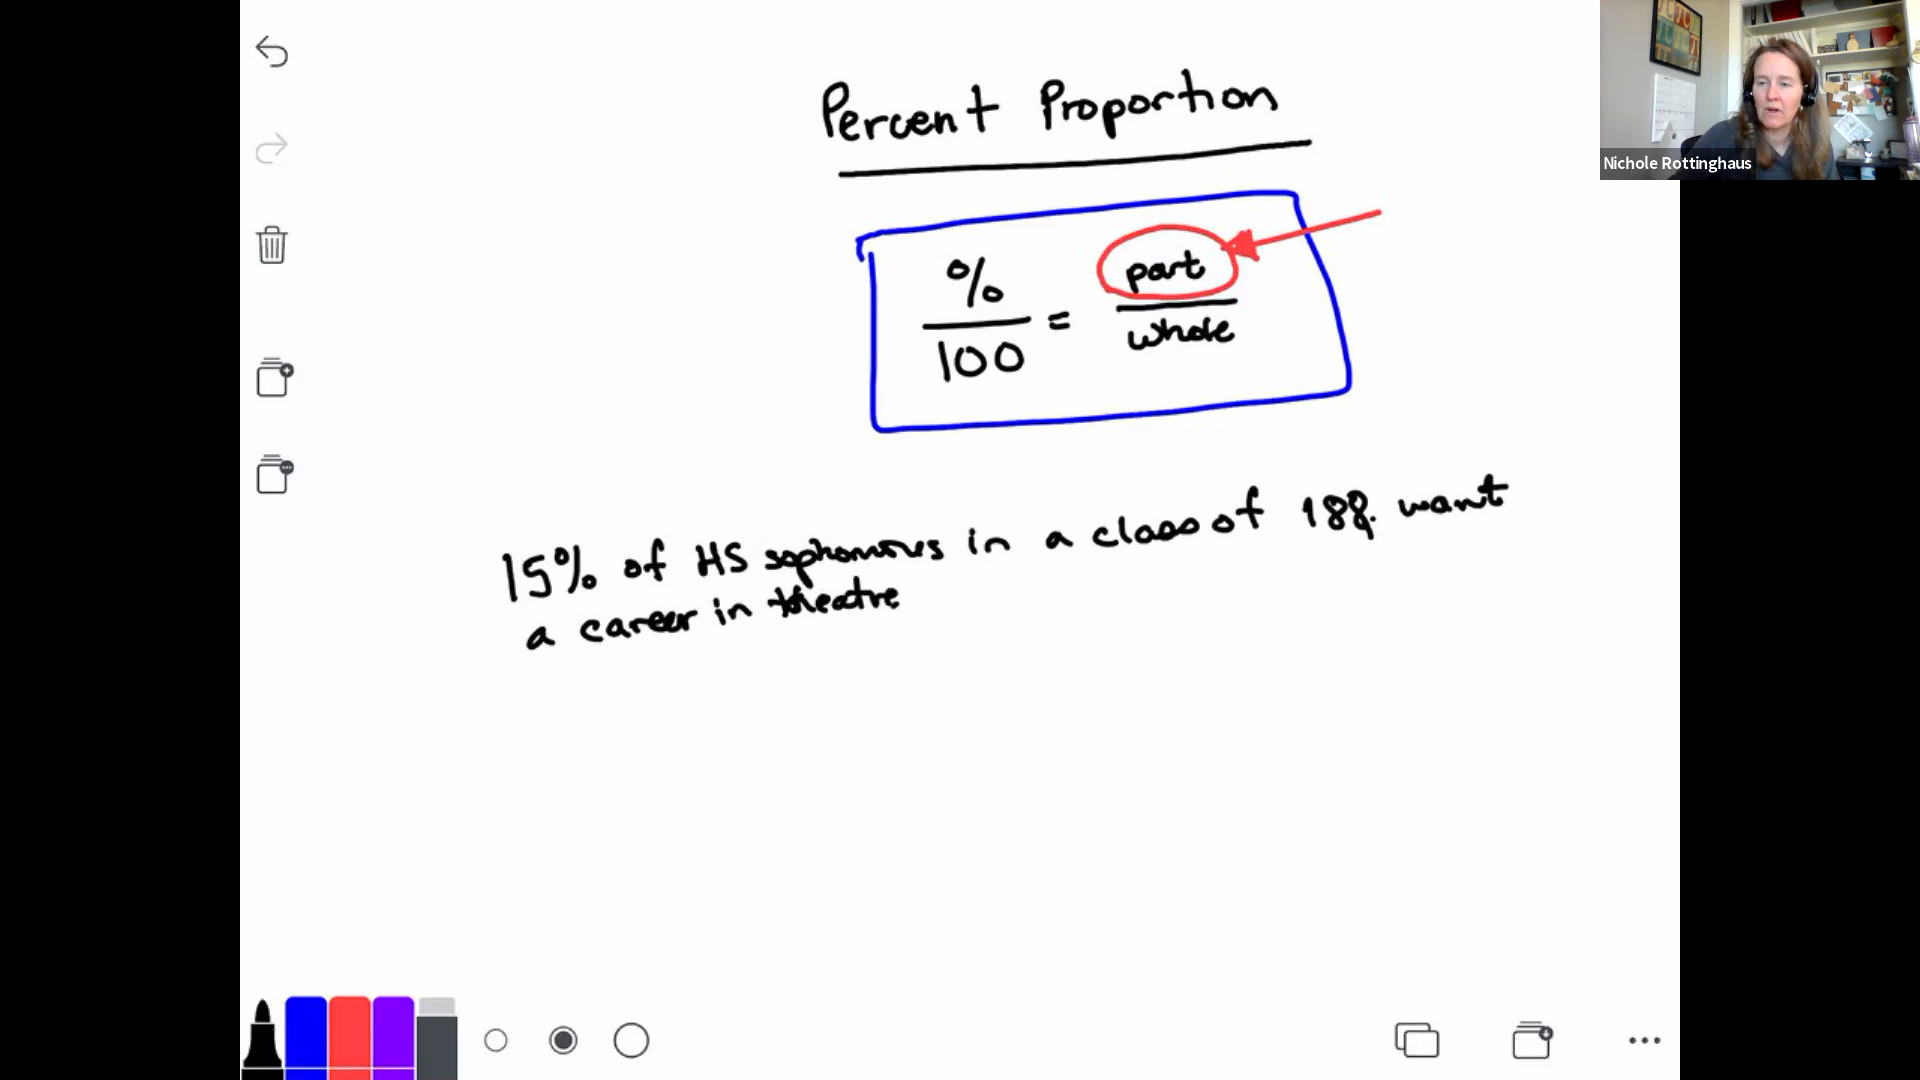 Percent Proportion
% / 100 = part / whole
15% of HS sophomores in a class of 188 want
a career in theatre
Nichole Rottinghaus